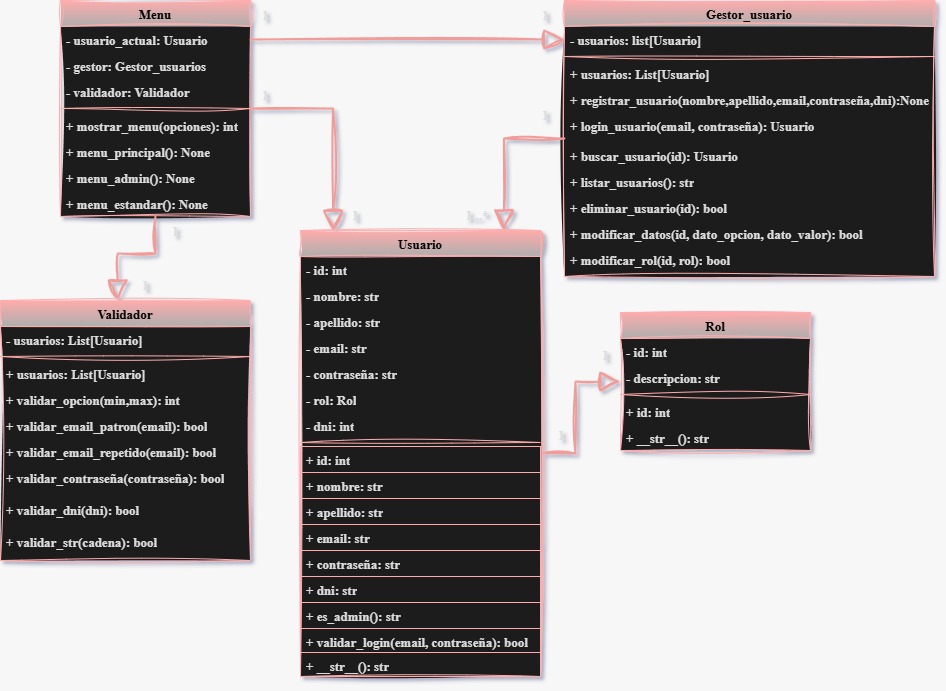 Menu
- usuario_actual: Usuario
- gestor: Gestor_usuarios
- validador: Validador
+ mostrar_menu(opciones): int
+ menu_principal(): None
+ menu_admin(): None
+ menu_estandar(): None
Gestor_usuario
- usuarios: list[Usuario]
+ usuarios: List[Usuario]
+ registrar_usuario(nombre,apellido,email,contraseña,dni):None
+ login_usuario(email, contraseña): Usuario
+ buscar_usuario(id): Usuario
+ listar_usuarios(): str
+ eliminar_usuario(id): bool
+ modificar_datos(id, dato_opcion, dato_valor): bool
+ modificar_rol(id, rol): bool
Validador
- usuarios: List[Usuario]
+ usuarios: List[Usuario]
+ validar_opcion(min,max): int
+ validar_email_patron(email): bool
+ validar_email_repetido(email): bool
+ validar_contraseña(contraseña): bool
+ validar_dni(dni): bool
+ validar_str(cadena): bool
Usuario
- id: int
- nombre: str
- apellido: str
- email: str
- contraseña: str
- rol: Rol
- dni: int
+ id: int
+ nombre: str
+ apellido: str
+ email: str
+ contraseña: str
+ dni: str
+ es_admin(): str
+ validar_login(email, contraseña): bool
+ __str__(): str
Rol
- id: int
- descripcion: str
+ id: int
+ __str__(): str